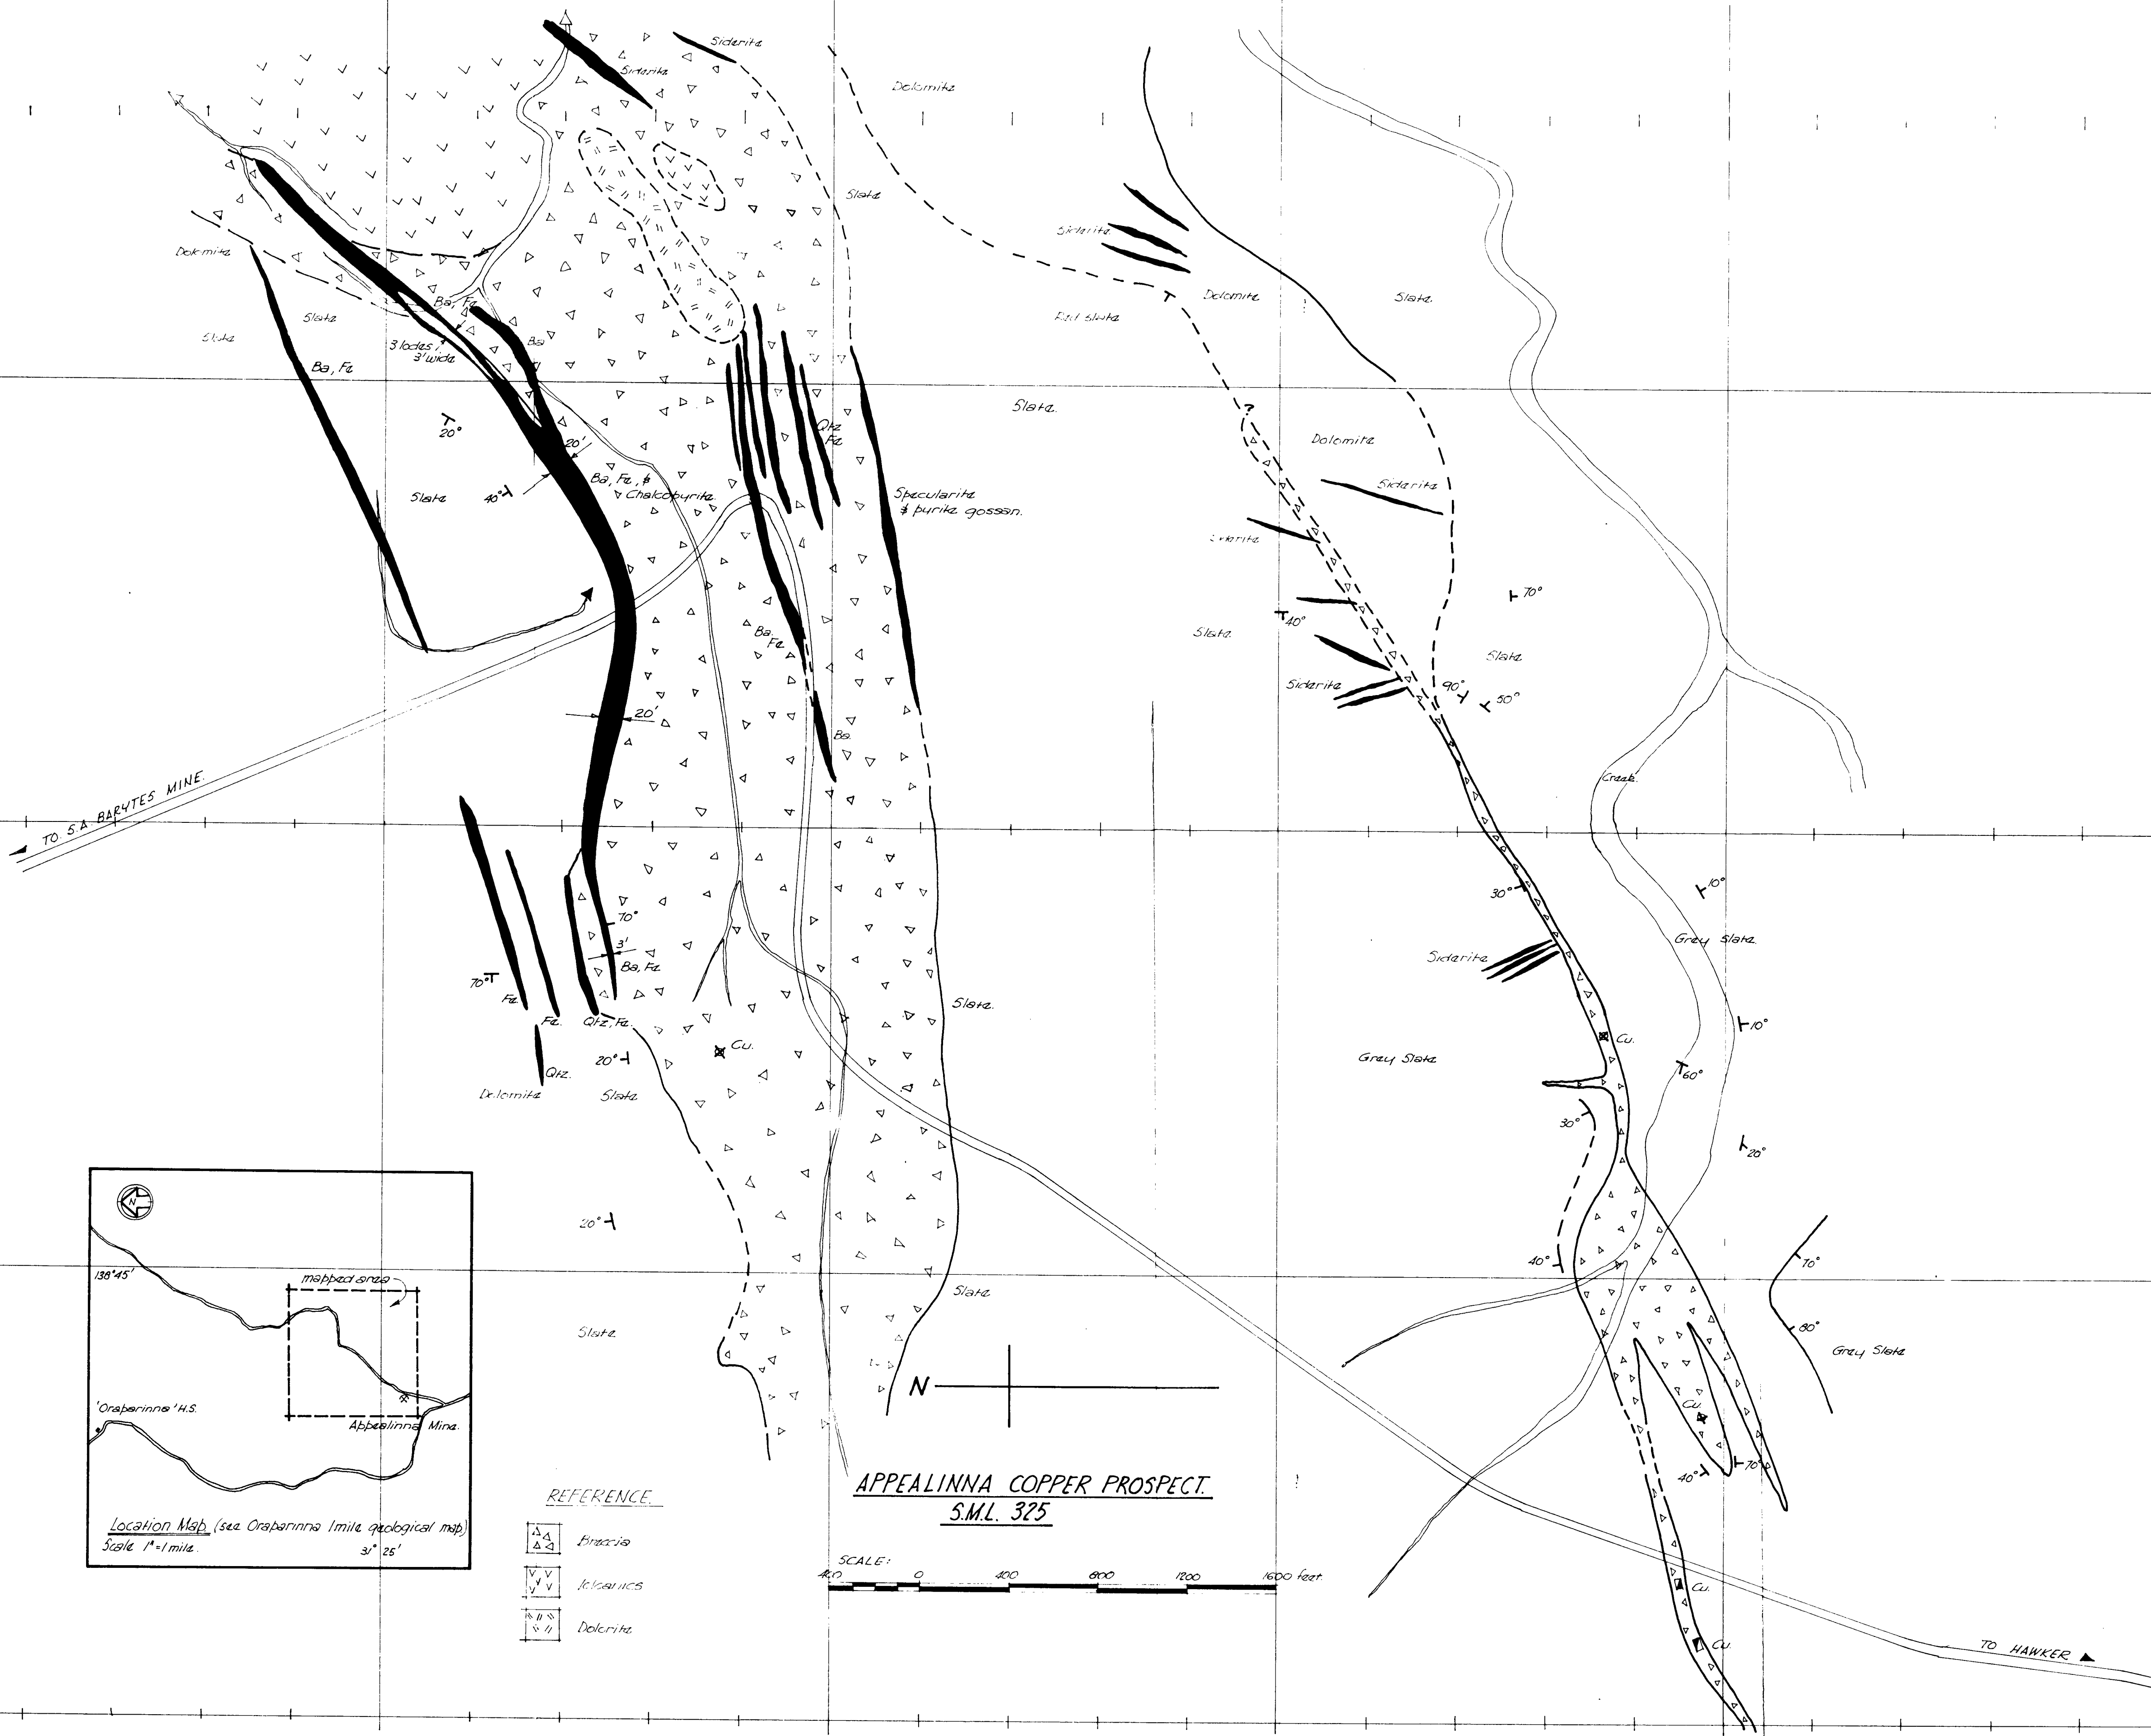 Siderite
Siderite
Dolomite
Slate
Siderite
Dolomite
Slate
Slate
Ba, Fe
3 lodes,
3' wide
Ba
Ba, Fe
Dolomite
Slate
Red Slate
Slate
20°
Slate
40°
20'
Ba, Fe, &
Chalcopyrite
Qtz
Fe
Specularite
& pyrite gossan.
Slate
?
Dolomite
Siderite
Siderite
70°
40°
Slate
Slate
Siderite
90°
50°
Ba
Fe
20'
Ba
TO S.A. BARYTES MINE.
Creek
30°
10°
Grey Slate
Siderite
70°
3'
Ba, Fe
70°
Fe
Fe.
Qtz, Fe.
Slate
Cu.
Cu.
10°
20°
Qtz.
Grey Slate
60°
Dolomite
Slate
30°
20°
20°
40°
70°
Slate
Slate
80°
Grey Slate
N
Cu.
40°
70°
N
138°45'
mapped area
'Oraparinna' H.S.
Appealinna Mine.
Location Map (see Oraparinna 1mile geological map)
Scale 1"=1mile.
31° 25'
REFERENCE.
Breccia
Volcanics
Dolerite
APPEALINNA COPPER PROSPECT.
S.M.L. 325
SCALE:
400 0 400 800 1200 1600 feet
Cu.
Cu.
TO HAWKER